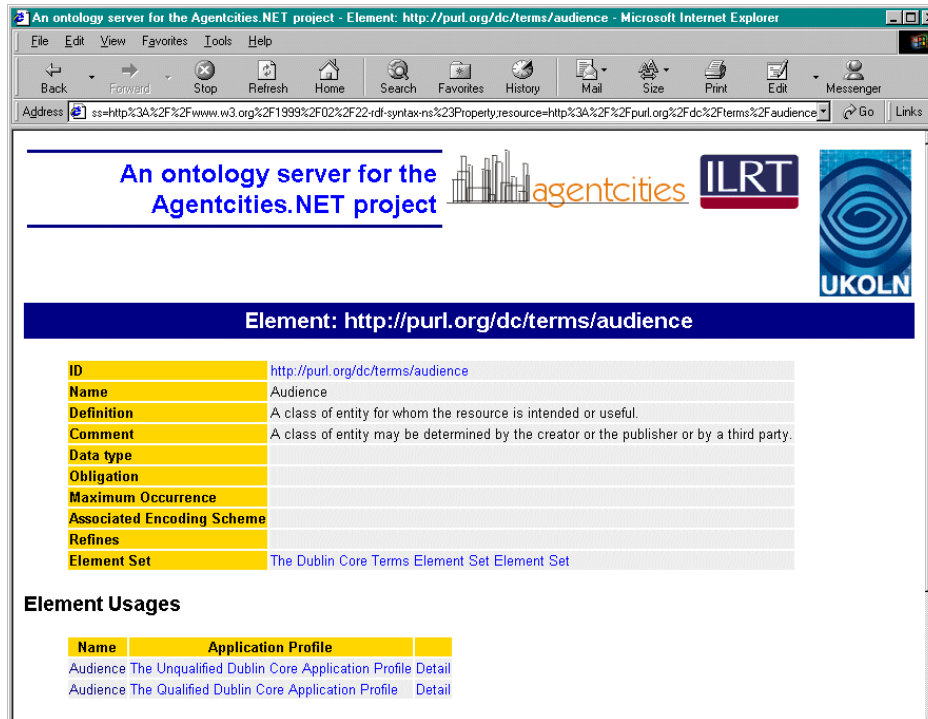 An ontology server for the Agentcities.NET project - Element: http://purl.org/dc/terms/audience - Microsoft Internet Explorer
File Edit View Favorites Tools Help
Back Forward Stop Refresh Home Search Favorites History Mail Size Print Edit Messenger
Address ss=http%3A%2F%2Fwww.w3.org%2F1999%2F02%2F22-rdf-syntax-ns%23Property;resource=http%3A%2F%2Fpurl.org%2Fdc%2Fterms%2Faudience Go Links
An ontology server for the
Agentcities.NET project
agentcities
ILRT
UKOLN
Element: http://purl.org/dc/terms/audience
ID http://purl.org/dc/terms/audience
Name Audience
Definition A class of entity for whom the resource is intended or useful.
Comment A class of entity may be determined by the creator or the publisher or by a third party.
Data type
Obligation
Maximum Occurrence
Associated Encoding Scheme
Refines
Element Set The Dublin Core Terms Element Set Element Set
Element Usages
Name Application Profile
Audience The Unqualified Dublin Core Application Profile Detail
Audience The Qualified Dublin Core Application Profile Detail